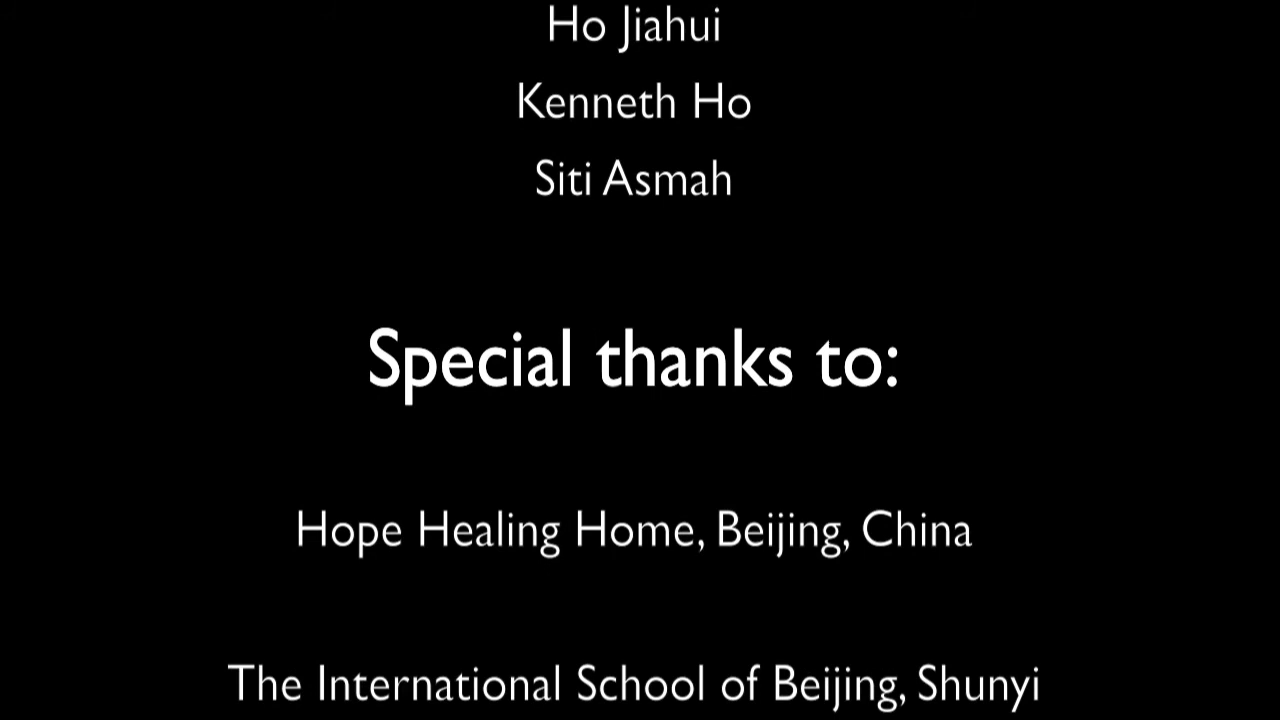 Ho Jiahui
Kenneth Ho
Siti Asmah
Special thanks to:
Hope Healing Home, Beijing, China
The International School of Beijing, Shunyi